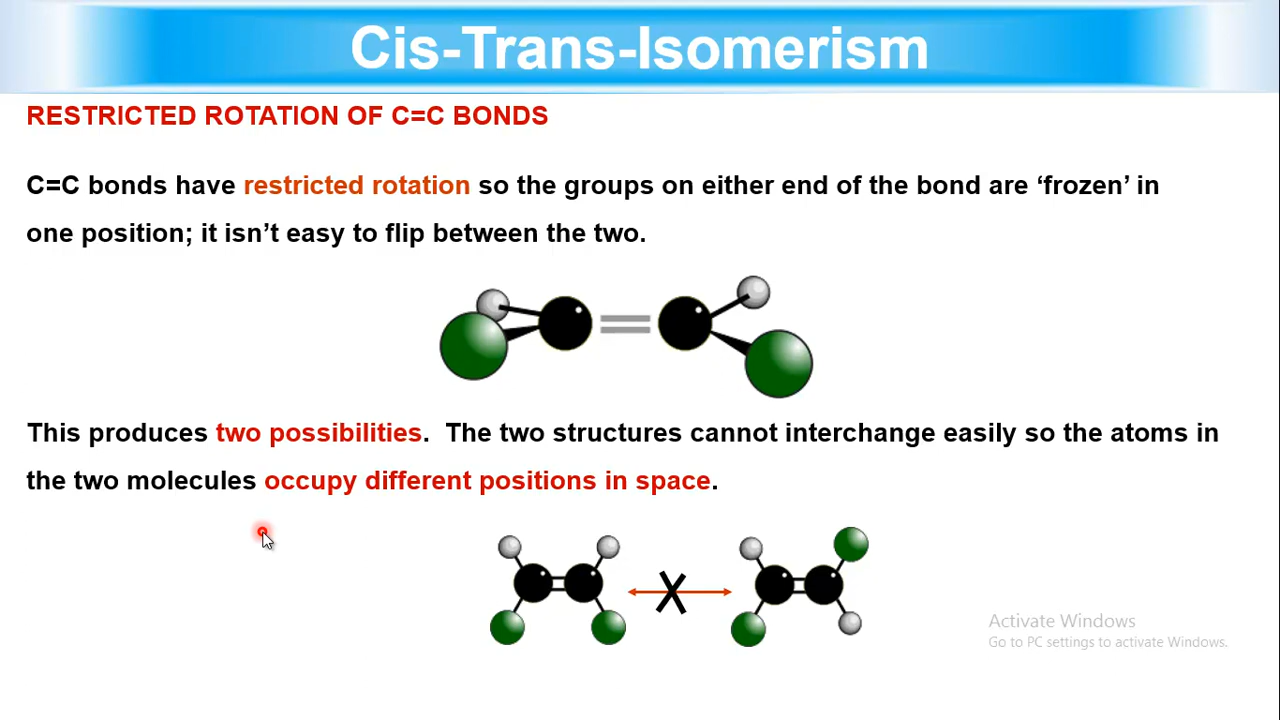 Cis-Trans-Isomerism
RESTRICTED ROTATION OF C=C BONDS
C=C bonds have restricted rotation so the groups on either end of the bond are ‘frozen’ in
one position; it isn’t easy to flip between the two.
This produces two possibilities.  The two structures cannot interchange easily so the atoms in
the two molecules occupy different positions in space.
Activate Windows
Go to PC settings to activate Windows.